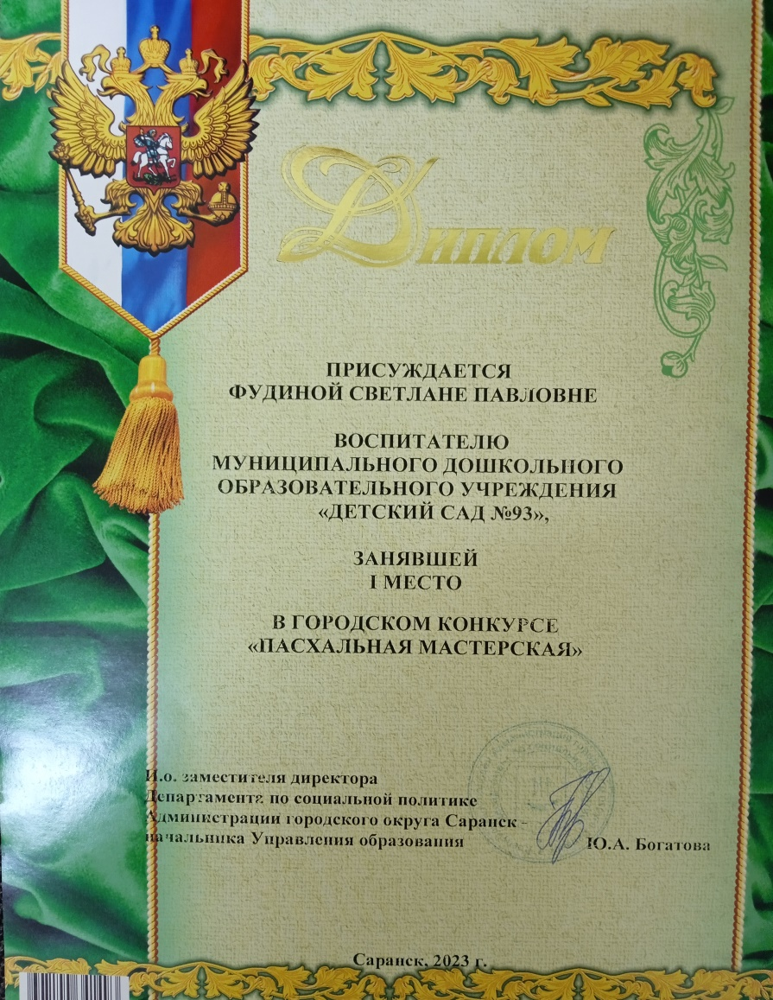 Диплом
ПРИСУЖДАЕТСЯ
ФУДИНОЙ СВЕТЛАНЕ ПАВЛОВНЕ
ВОСПИТАТЕЛЮ
МУНИЦИПАЛЬНОГО ДОШКОЛЬНОГО
ОБРАЗОВАТЕЛЬНОГО УЧРЕЖДЕНИЯ
«ДЕТСКИЙ САД №93»,
ЗАНЯВШЕЙ
I МЕСТО
В ГОРОДСКОМ КОНКУРСЕ
«ПАСХАЛЬНАЯ МАСТЕРСКАЯ»
И.о. заместителя директора
Департамента по социальной политике
Администрации городского округа Саранск -
начальника Управления образования
Ю.А. Богатова
Саранск, 2023 г.